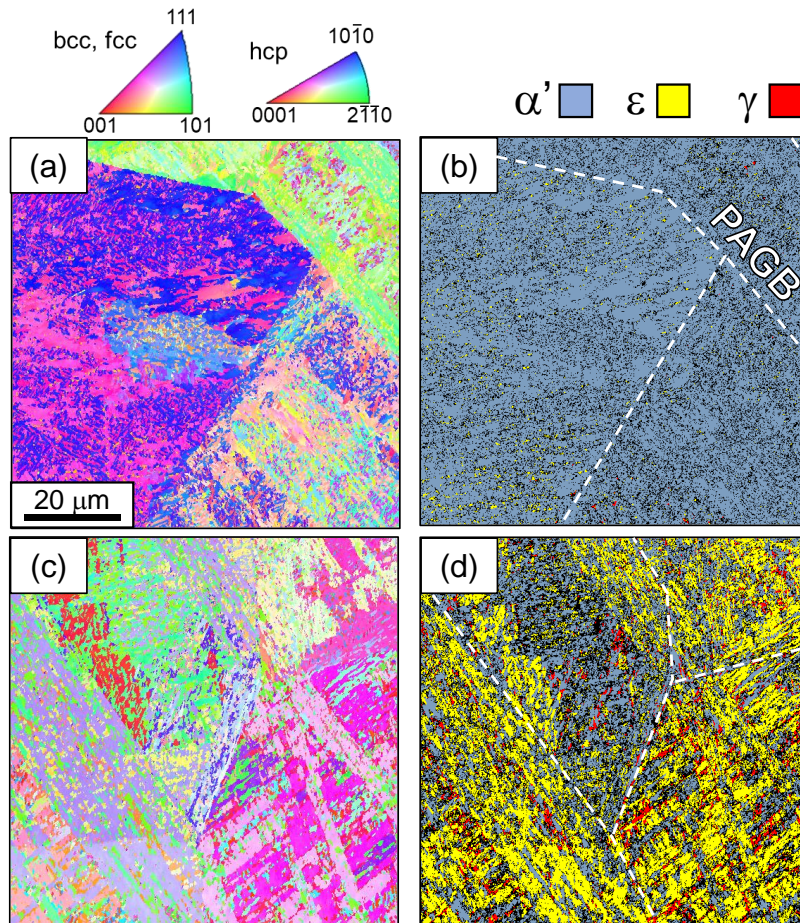 bcc, fcc
111
001
101
hcp
101̄0
0001
21̄1̄0
α’ ε γ
(a)
(b)
PAGB
20 μm
(c)
(d)